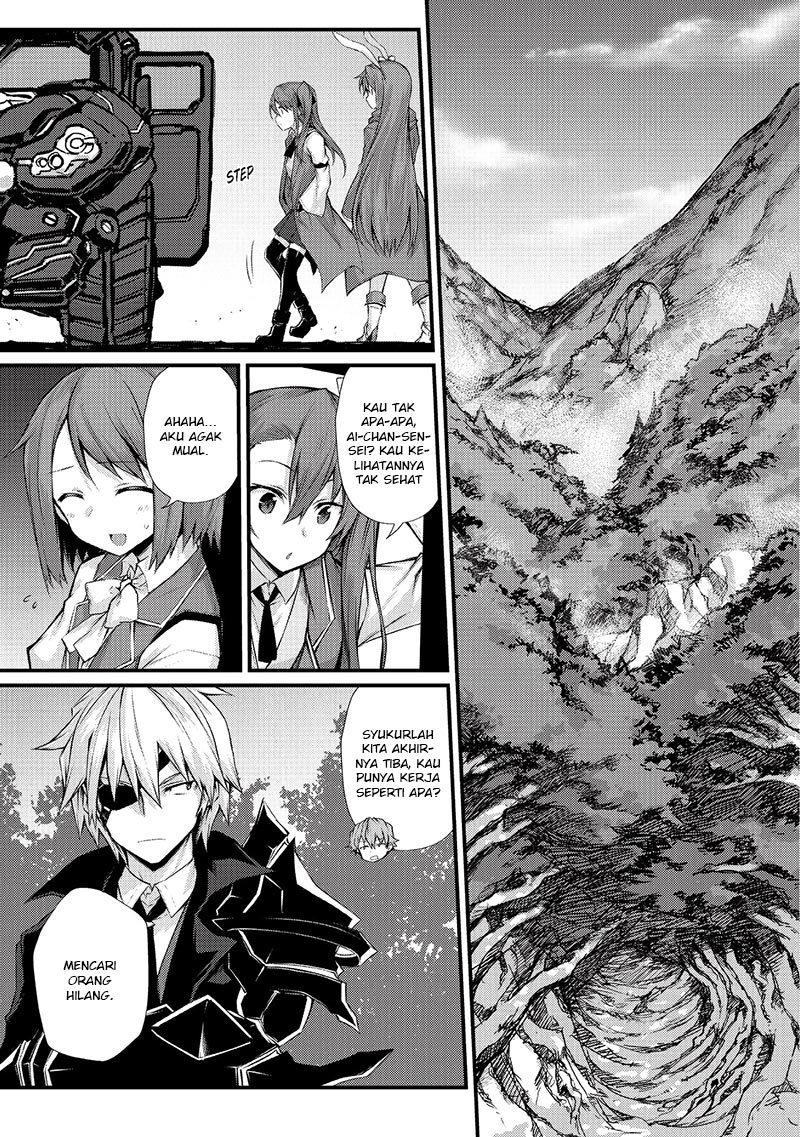 STEP
KAU TAK
APA-APA,
AI-CHAN-SEN-
SEI? KAU KE-
LIHATANNYA
TAK SEHAT
AHAHA...
AKU AGAK
MUAL.
SYUKURLAH
KITA AKHIR-
NYA TIBA, KAU
PUNYA KERJA
SEPERTI APA?
MENCARI
ORANG
HILANG.